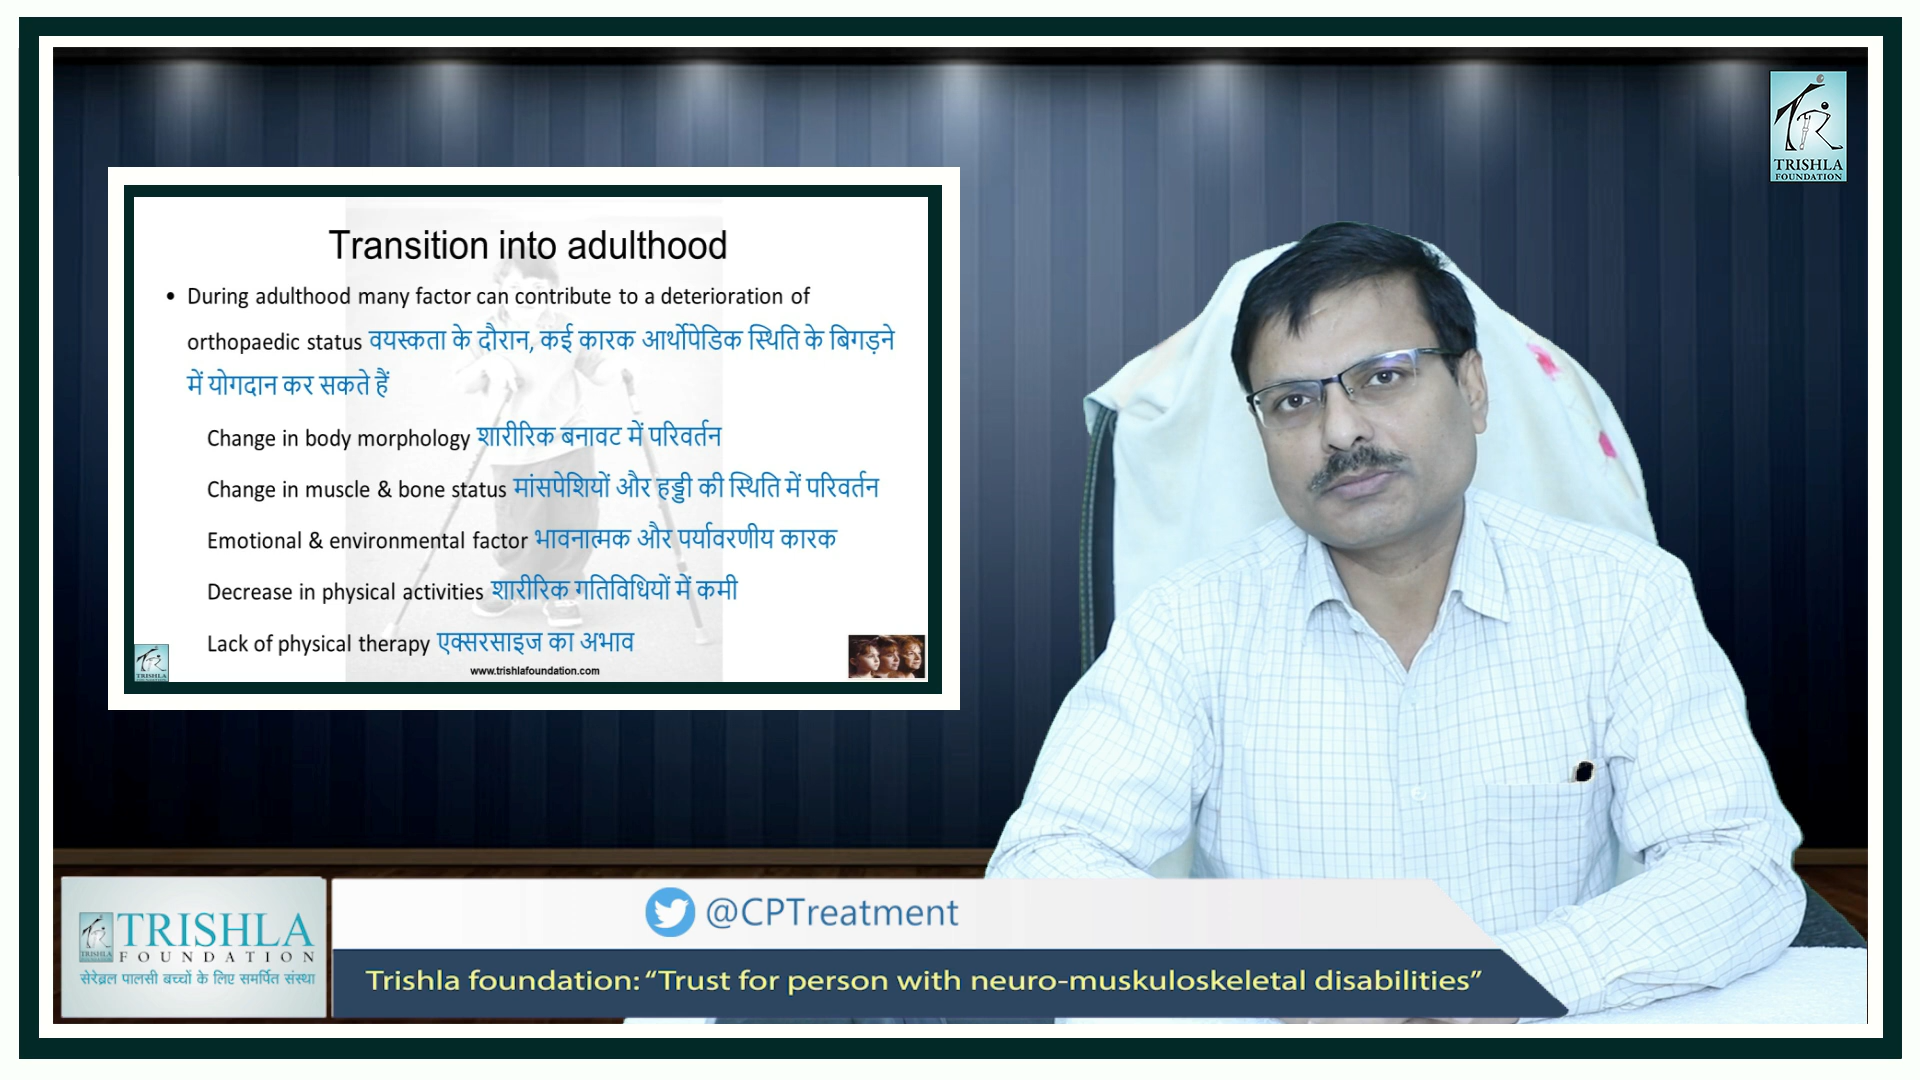 TRISHLA
FOUNDATION
Transition into adulthood
• During adulthood many factor can contribute to a deterioration of
orthopaedic status वयस्कता के दौरान, कई कारक आर्थोपेडिक स्थिति के बिगड़ने
में योगदान कर सकते हैं
Change in body morphology शारीरिक बनावट में परिवर्तन
Change in muscle & bone status मांसपेशियों और हड्डी की स्थिति में परिवर्तन
Emotional & environmental factor भावनात्मक और पर्यावरणीय कारक
Decrease in physical activities शारीरिक गतिविधियों में कमी
Lack of physical therapy एक्सरसाइज का अभाव
TRISHLA
www.trishlafoundation.com
@CPTreatment
TRISHLA
TRISHLA
FOUNDATION
सेरेब्रल पालसी बच्चों के लिए समर्पित संस्था
Trishla foundation: “Trust for person with neuro-muskuloskeletal disabilities”